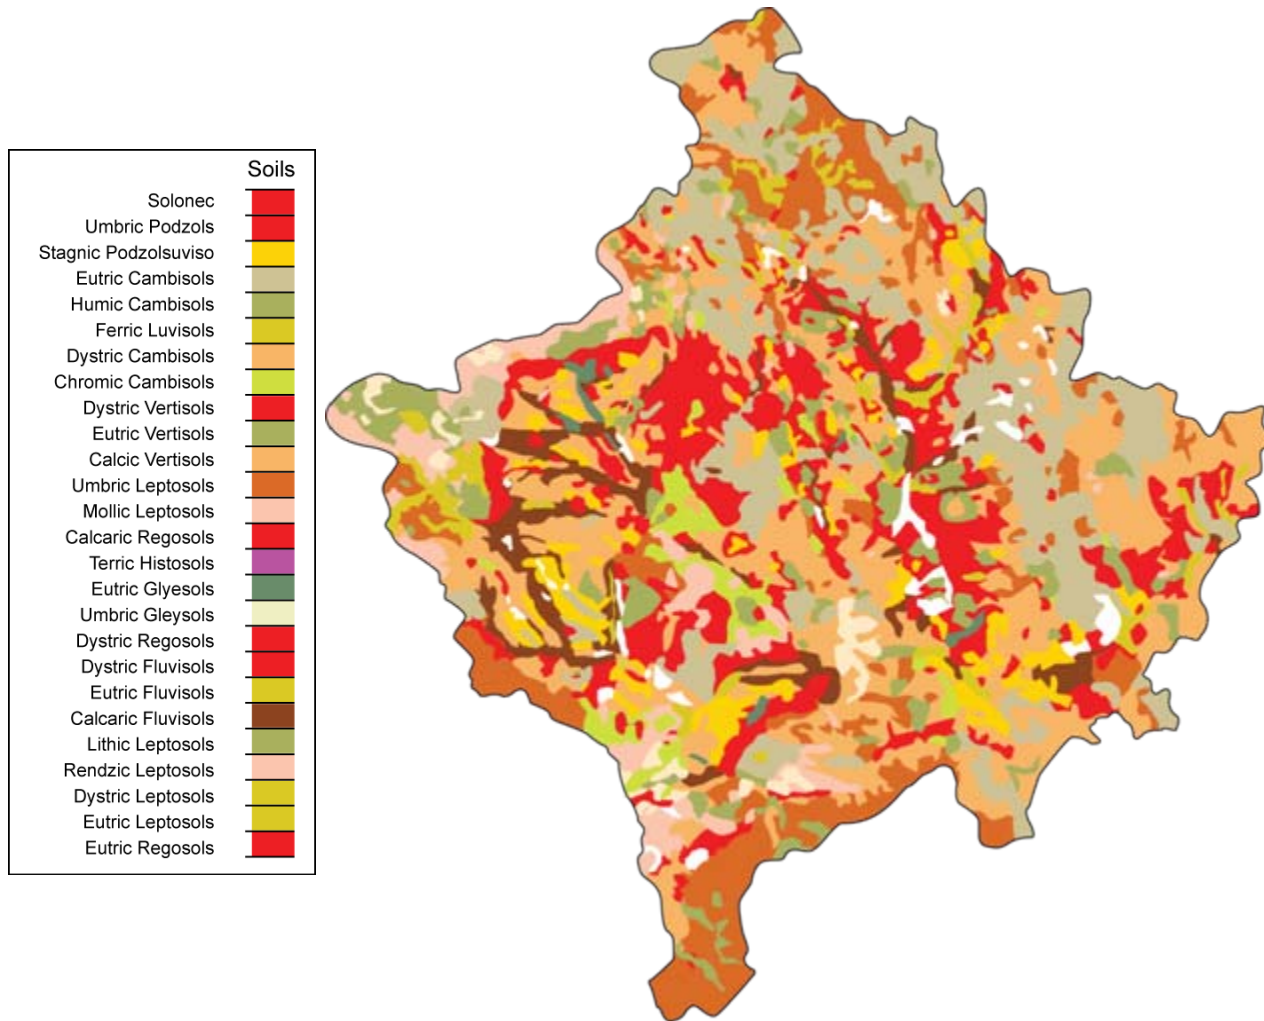 Soils
Solonec
Umbric Podzols
Stagnic Podzolsuviso
Eutric Cambisols
Humic Cambisols
Ferric Luvisols
Dystric Cambisols
Chromic Cambisols
Dystric Vertisols
Eutric Vertisols
Calcic Vertisols
Umbric Leptosols
Mollic Leptosols
Calcaric Regosols
Terric Histosols
Eutric Glyesols
Umbric Gleysols
Dystric Regosols
Dystric Fluvisols
Eutric Fluvisols
Calcaric Fluvisols
Lithic Leptosols
Rendzic Leptosols
Dystric Leptosols
Eutric Leptosols
Eutric Regosols